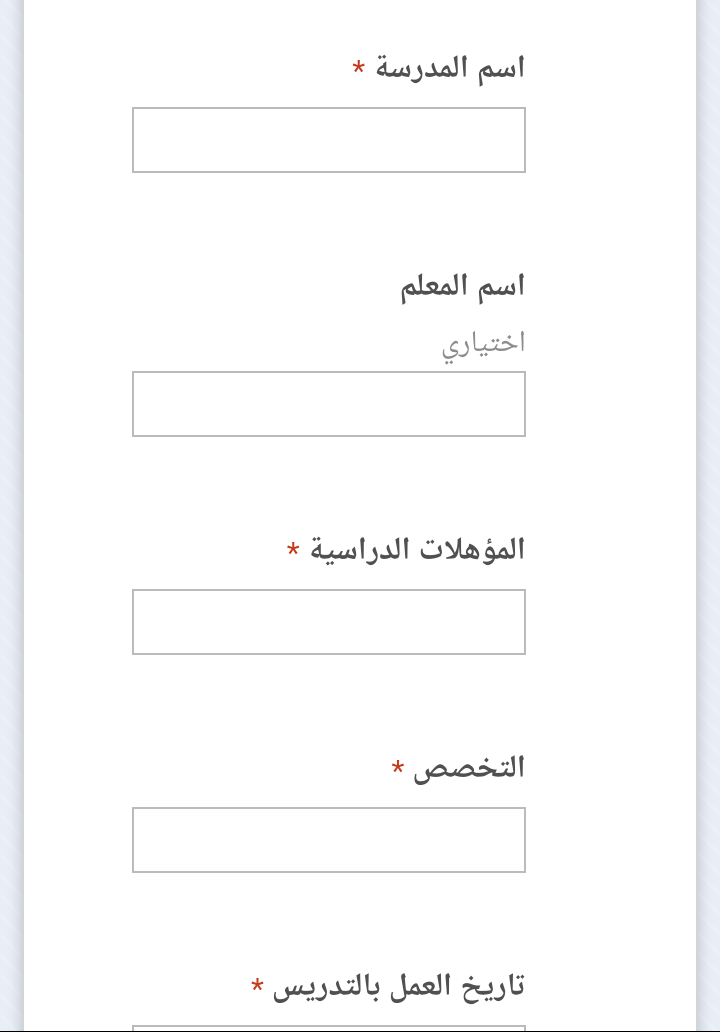 اسم المدرسة *
اسم المعلم
اختياري
المؤهلات الدراسية *
التخصص *
تاريخ العمل بالتدريس *